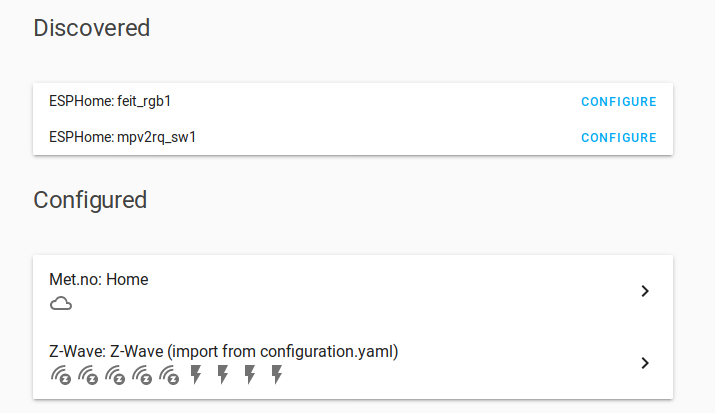 Discovered
ESPHome: feit_rgb1 CONFIGURE
ESPHome: mpv2rq_sw1 CONFIGURE
Configured
Met.no: Home
Z-Wave: Z-Wave (import from configuration.yaml)